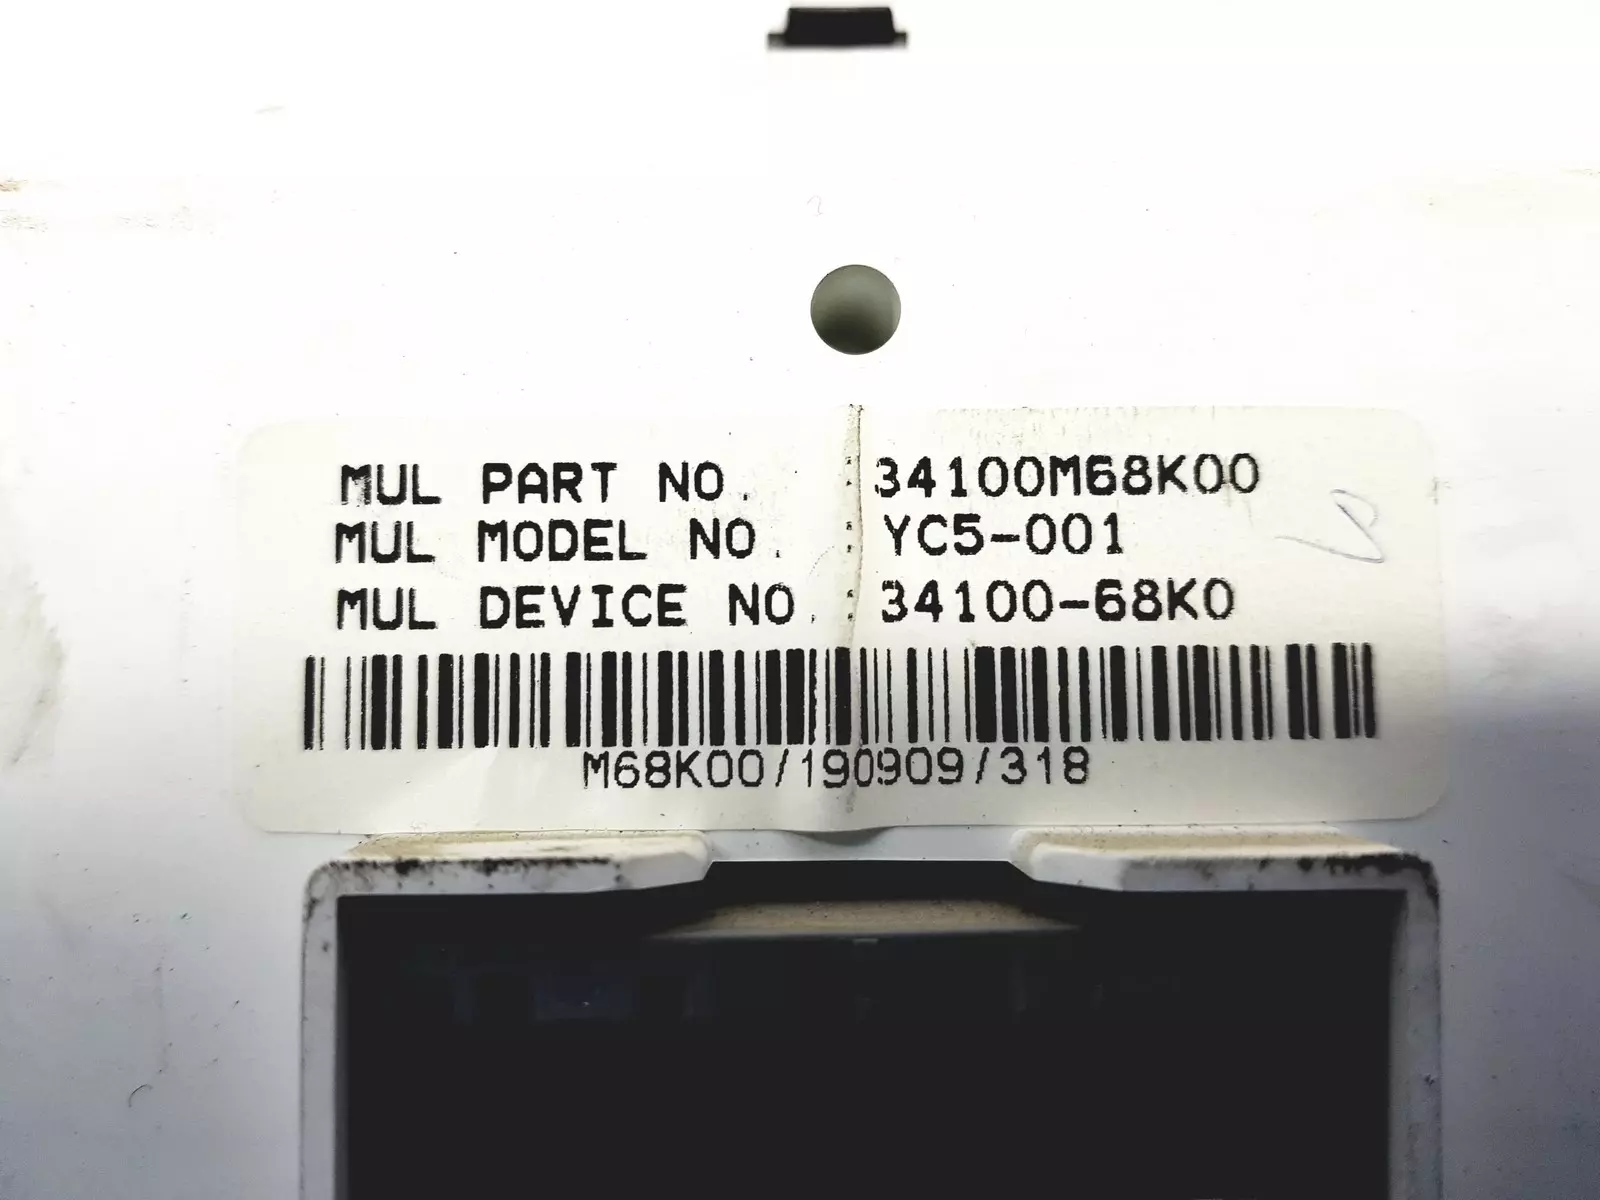 MUL PART NO. : 34100M68K00
MUL MODEL NO. : YC5-001
MUL DEVICE NO. : 34100-68K0
M68K00/190909/318